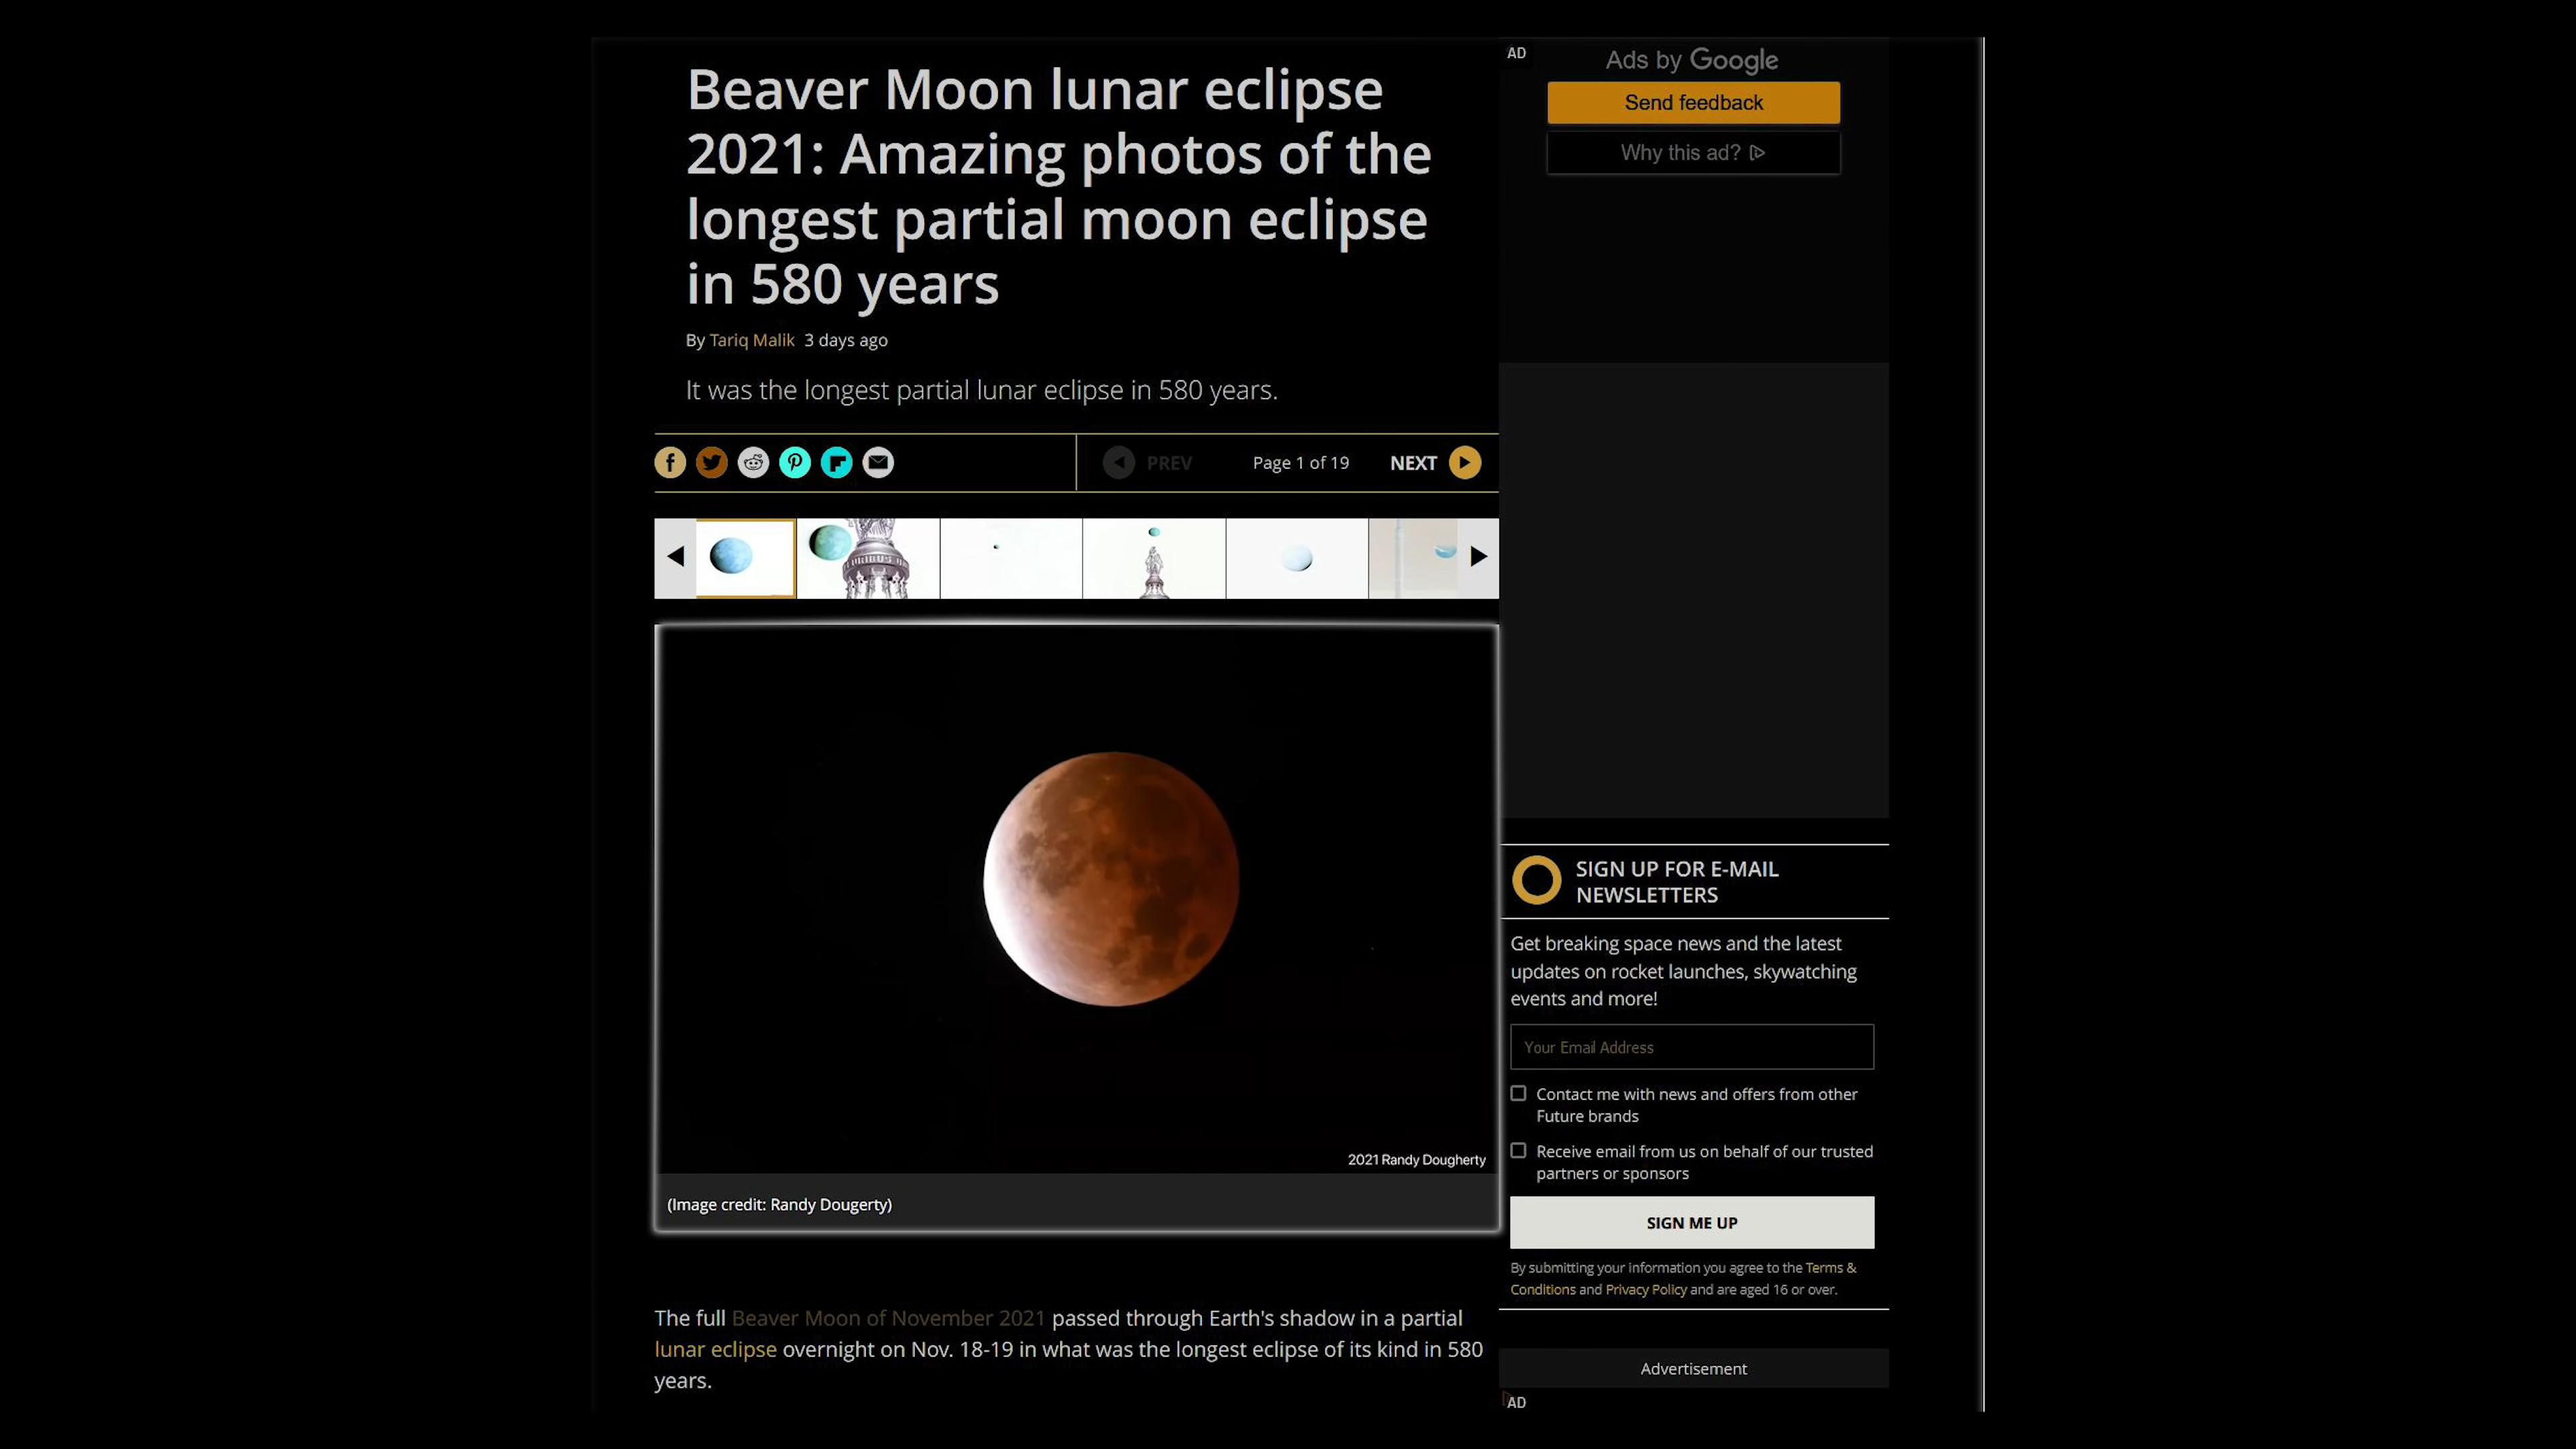 Beaver Moon lunar eclipse
2021: Amazing photos of the
longest partial moon eclipse
in 580 years
By Tariq Malik 3 days ago
It was the longest partial lunar eclipse in 580 years.
PREV
Page 1 of 19
NEXT
2021 Randy Dougherty
(Image credit: Randy Dougerty)
The full Beaver Moon of November 2021 passed through Earth's shadow in a partial
lunar eclipse overnight on Nov. 18-19 in what was the longest eclipse of its kind in 580
years.
AD
Ads by Google
Send feedback
Why this ad?
SIGN UP FOR E-MAIL
NEWSLETTERS
Get breaking space news and the latest
updates on rocket launches, skywatching
events and more!
Your Email Address
Contact me with news and offers from other
Future brands
Receive email from us on behalf of our trusted
partners or sponsors
SIGN ME UP
By submitting your information you agree to the Terms &
Conditions and Privacy Policy and are aged 16 or over.
Advertisement
AD